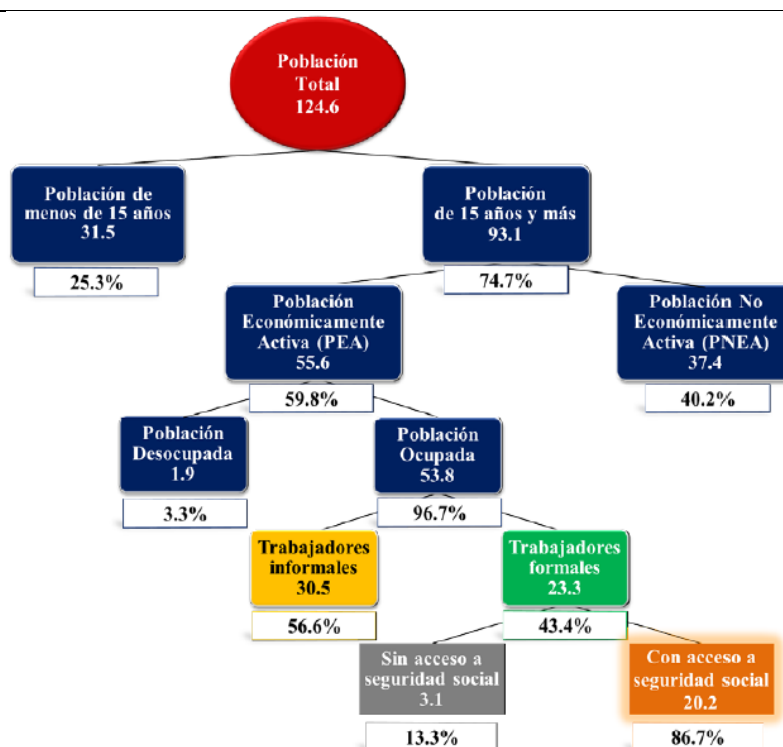 Población
Total
124.6
Población de
menos de 15 años
31.5
25.3%
Población
de 15 años y más
93.1
74.7%
Población
Económicamente
Activa (PEA)
55.6
59.8%
Población No
Económicamente
Activa (PNEA)
37.4
40.2%
Población
Desocupada
1.9
3.3%
Población
Ocupada
53.8
96.7%
Trabajadores
informales
30.5
56.6%
Trabajadores
formales
23.3
43.4%
Sin acceso a
seguridad social
3.1
13.3%
Con acceso a
seguridad social
20.2
86.7%